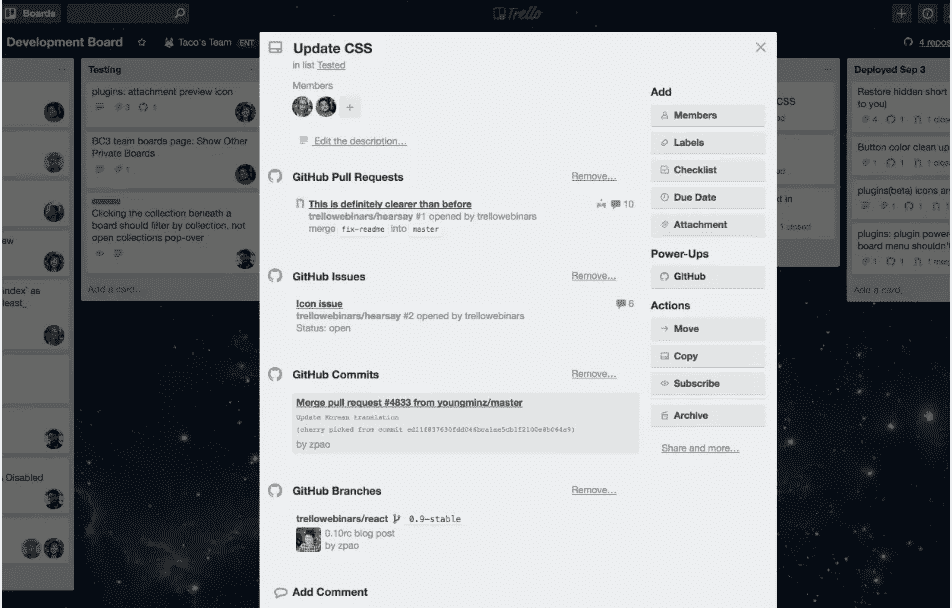 Boards
Trello
Development Board
Taco's Team
ENT
4 repos
Testing
plugins: attachment preview icon
3 1
BC3 team boards page: Show Other
Private Boards
1
Clicking the collection beneath a
board should filter by collection, not
open collections pop-over
Add a card...
Disabled
Update CSS
in list Tested
Members
+
Edit the description...
GitHub Pull Requests
Remove...
This is definitely clearer than before
10
trellowebinars/hearsay #1 opened by trellowebinars
merge fix-readme into master
GitHub Issues
Remove...
Icon issue
6
trellowebinars/hearsay #2 opened by trellowebinars
Status: open
GitHub Commits
Remove...
Merge pull request #4833 from youngminz/master
Update Korean translation
(cherry picked from commit
by zpao
GitHub Branches
Remove...
trellowebinars/react 0.9-stable
0.10rc blog post
by zpao
Add Comment
Add
Members
Labels
Checklist
Due Date
Attachment
Power-Ups
GitHub
Actions
Move
Copy
Subscribe
Archive
Share and more...
CSS
1 closed
Deployed Sep 3
Restore hidden short
to you)
4 1 1 clos
Button color clean up
1 1
plugins(beta) icons ar
1 1
plugins: plugin power-
board menu shouldn't
1 1
Add a card...